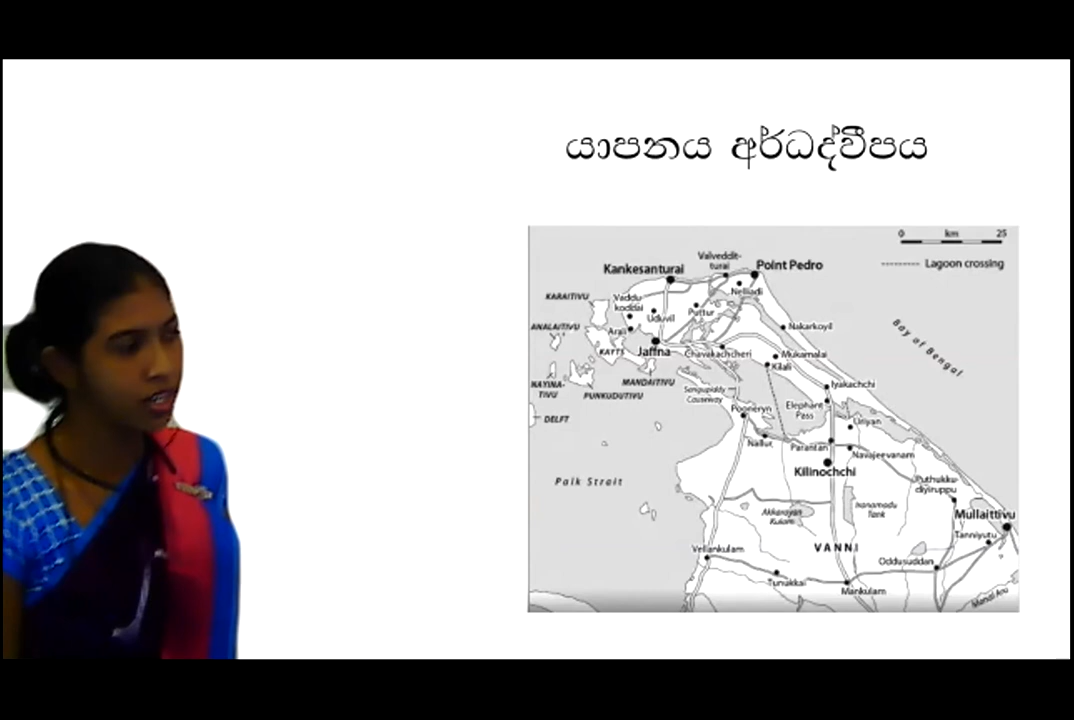 යාපනය අර්ධද්වීපය
0 km 25
Lagoon crossing
Valveddit-
turai
Point Pedro
Kankesanturai
Nelliadi
KARAITIVU
Vaddu-
koddai
Uduvil
Puttur
ANALAITIVU
Arali
Nakarkoyil
KAYTS
Jaffna
Chavakachcheri
Mukamalai
Kilali
Bay of Bengal
NAYINA-
TIVU
MANDAITIVU
PUNKUDUTIVU
Iyakachchi
Sangupiddy
Causeway
Elephant
Pass
DELFT
Pooneryn
Uriyan
Nallur
Parantan
Navajeevanam
Kilinochchi
Palk Strait
Puthukku-
diyiruppu
Akkarayan
Kulam
Iranamadu
Tank
Mullaittivu
Tanniyutu
VANNI
Vellankulam
Oddusuddan
Tunukkai
Mankulam
Mandi Aru